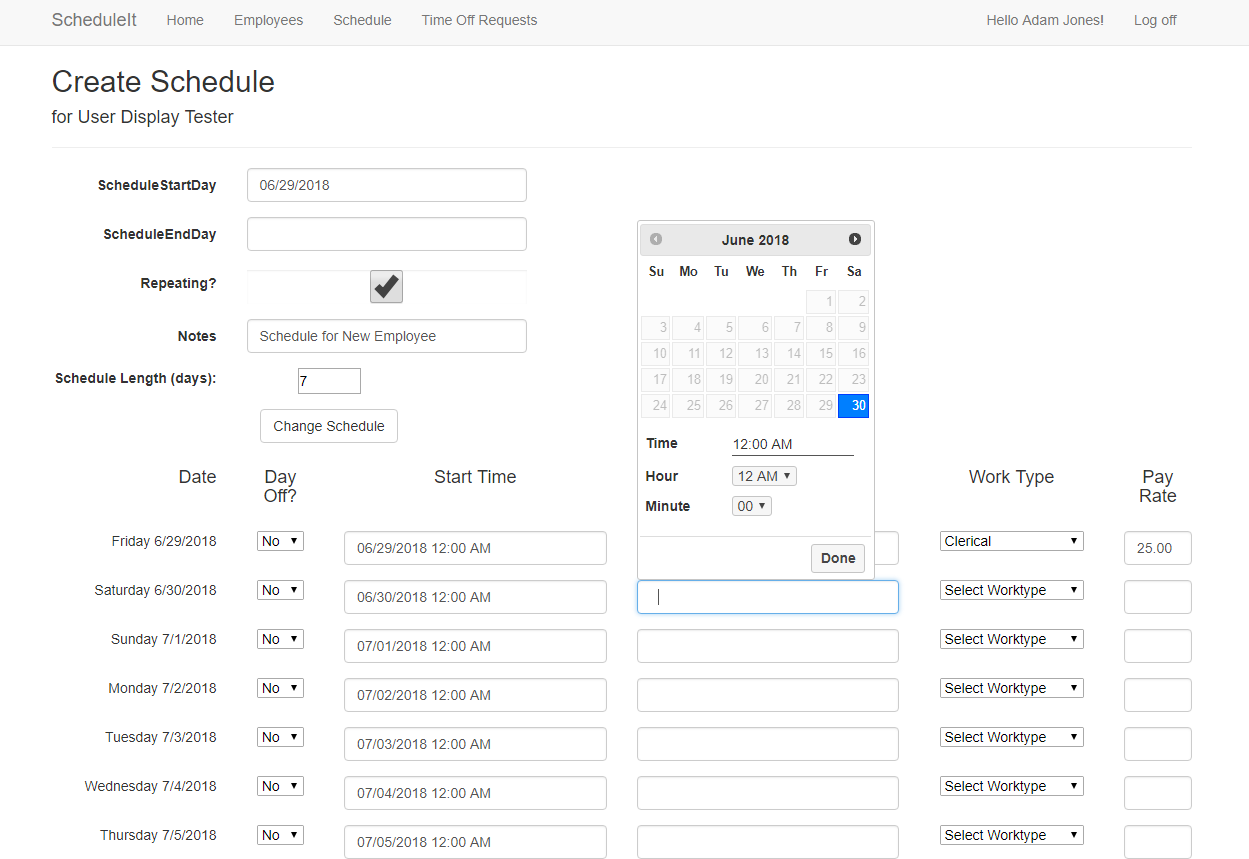 ScheduleIt Home Employees Schedule Time Off Requests Hello Adam Jones! Log off
Create Schedule
for User Display Tester
ScheduleStartDay 06/29/2018
ScheduleEndDay
Repeating?
Notes Schedule for New Employee
Schedule Length (days): 7
Change Schedule
June 2018
Su Mo Tu We Th Fr Sa
1 2
3 4 5 6 7 8 9
10 11 12 13 14 15 16
17 18 19 20 21 22 23
24 25 26 27 28 29 30
Time 12:00 AM
Hour 12 AM
Minute 00
Done
Date Day Off? Start Time Work Type Pay Rate
Friday 6/29/2018 No 06/29/2018 12:00 AM Clerical 25.00
Saturday 6/30/2018 No 06/30/2018 12:00 AM Select Worktype
Sunday 7/1/2018 No 07/01/2018 12:00 AM Select Worktype
Monday 7/2/2018 No 07/02/2018 12:00 AM Select Worktype
Tuesday 7/3/2018 No 07/03/2018 12:00 AM Select Worktype
Wednesday 7/4/2018 No 07/04/2018 12:00 AM Select Worktype
Thursday 7/5/2018 No 07/05/2018 12:00 AM Select Worktype